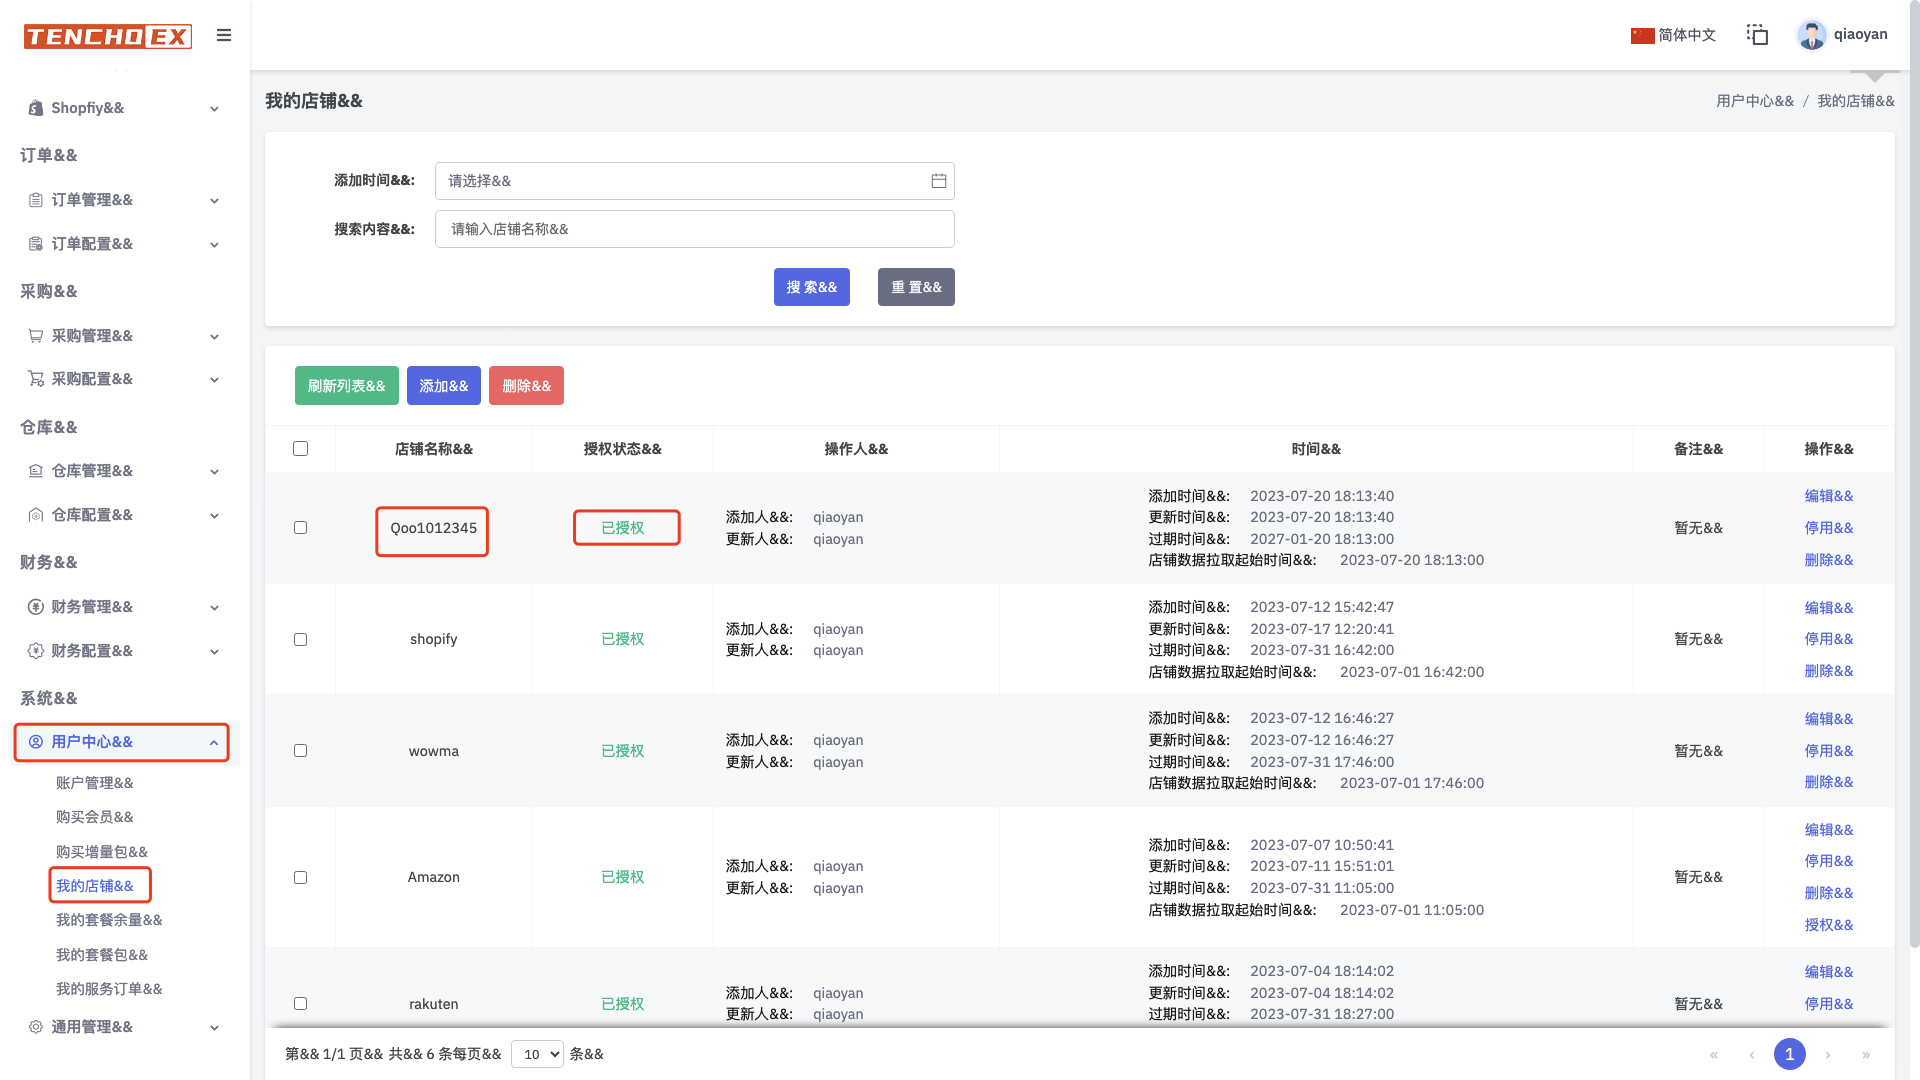 TENCHO EX
简体中文
qiaoyan
Shopfiy&&
订单&&
订单管理&&
订单配置&&
采购&&
采购管理&&
采购配置&&
仓库&&
仓库管理&&
仓库配置&&
财务&&
财务管理&&
财务配置&&
系统&&
用户中心&&
账户管理&&
购买会员&&
购买增量包&&
我的店铺&&
我的套餐余量&&
我的套餐包&&
我的服务订单&&
通用管理&&
我的店铺&&
用户中心&& / 我的店铺&&
添加时间&&: 请选择&&
搜索内容&&: 请输入店铺名称&&
搜 索&& 重 置&&
刷新列表&& 添加&& 删除&&
店铺名称&& 授权状态&& 操作人&& 时间&& 备注&& 操作&&
Qoo1012345
已授权
添加人&&: qiaoyan
更新人&&: qiaoyan
添加时间&&: 2023-07-20 18:13:40
更新时间&&: 2023-07-20 18:13:40
过期时间&&: 2027-01-20 18:13:00
店铺数据拉取起始时间&&: 2023-07-20 18:13:00
暂无&&
编辑&&
停用&&
删除&&
shopify
已授权
添加人&&: qiaoyan
更新人&&: qiaoyan
添加时间&&: 2023-07-12 15:42:47
更新时间&&: 2023-07-17 12:20:41
过期时间&&: 2023-07-31 16:42:00
店铺数据拉取起始时间&&: 2023-07-01 16:42:00
暂无&&
编辑&&
停用&&
删除&&
wowma
已授权
添加人&&: qiaoyan
更新人&&: qiaoyan
添加时间&&: 2023-07-12 16:46:27
更新时间&&: 2023-07-12 16:46:27
过期时间&&: 2023-07-31 17:46:00
店铺数据拉取起始时间&&: 2023-07-01 17:46:00
暂无&&
编辑&&
停用&&
删除&&
Amazon
已授权
添加人&&: qiaoyan
更新人&&: qiaoyan
添加时间&&: 2023-07-07 10:50:41
更新时间&&: 2023-07-11 15:51:01
过期时间&&: 2023-07-31 11:05:00
店铺数据拉取起始时间&&: 2023-07-01 11:05:00
暂无&&
编辑&&
停用&&
删除&&
授权&&
rakuten
已授权
添加人&&: qiaoyan
更新人&&: qiaoyan
添加时间&&: 2023-07-04 18:14:02
更新时间&&: 2023-07-04 18:14:02
过期时间&&: 2023-07-31 18:27:00
暂无&&
编辑&&
停用&&
第&& 1/1 页&& 共&& 6 条每页&& 10 条&&
« ‹ 1 › »